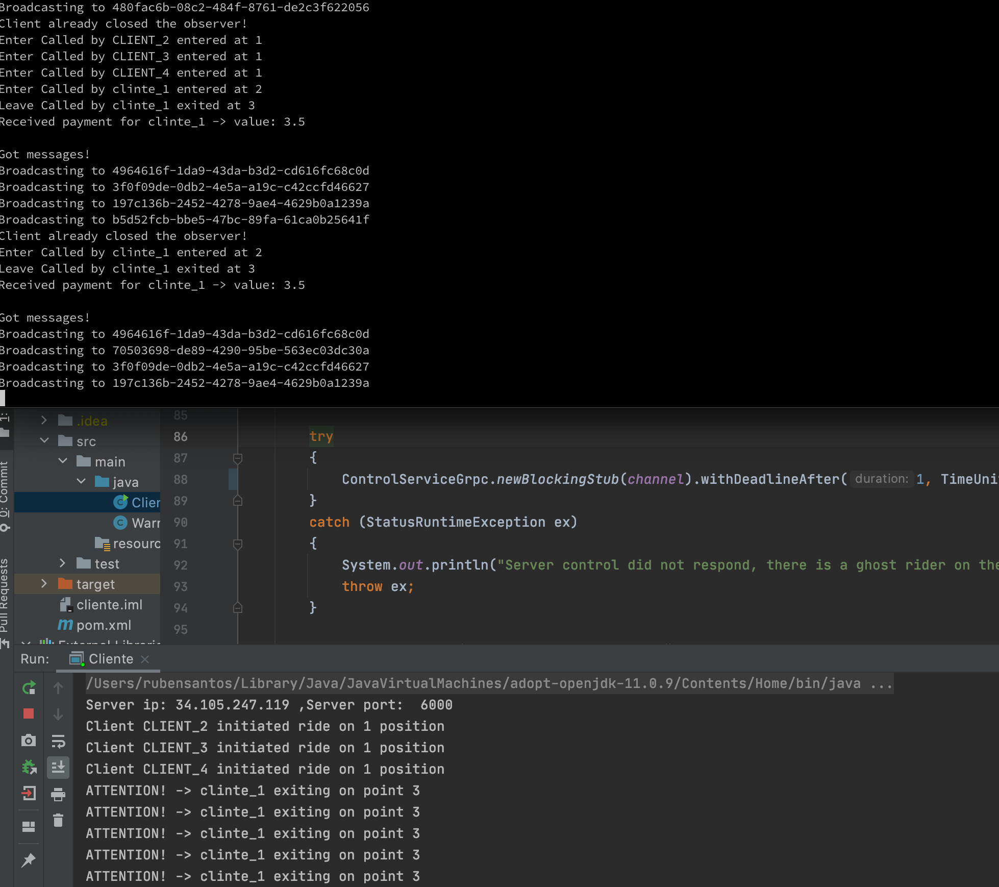 Broadcasting to 480fac6b-08c2-484f-8761-de2c3f622056
Client already closed the observer!
Enter Called by CLIENT_2 entered at 1
Enter Called by CLIENT_3 entered at 1
Enter Called by CLIENT_4 entered at 1
Enter Called by clinte_1 entered at 2
Leave Called by clinte_1 exited at 3
Received payment for clinte_1 -> value: 3.5
Got messages!
Broadcasting to 4964616f-1da9-43da-b3d2-cd616fc68c0d
Broadcasting to 3f0f09de-0db2-4e5a-a19c-c42ccfd46627
Broadcasting to 197c136b-2452-4278-9ae4-4629b0a1239a
Broadcasting to b5d52fcb-bbe5-47bc-89fa-61ca0b25641f
Client already closed the observer!
Enter Called by clinte_1 entered at 2
Leave Called by clinte_1 exited at 3
Received payment for clinte_1 -> value: 3.5
Got messages!
Broadcasting to 4964616f-1da9-43da-b3d2-cd616fc68c0d
Broadcasting to 70503698-de89-4290-95be-563ec03dc30a
Broadcasting to 3f0f09de-0db2-4e5a-a19c-c42ccfd46627
Broadcasting to 197c136b-2452-4278-9ae4-4629b0a1239a
1:
0: Commit
Pull Requests
.idea
src
main
java
Clien
Warn
resourc
test
target
cliente.iml
pom.xml
External Librarie
85
86 try
87 {
88 ControlServiceGrpc.newBlockingStub(channel).withDeadlineAfter( duration: 1, TimeUni
89 }
90 catch (StatusRuntimeException ex)
91 {
92 System.out.println("Server control did not respond, there is a ghost rider on the
93 throw ex;
94 }
95
Run: Cliente
/Users/rubensantos/Library/Java/JavaVirtualMachines/adopt-openjdk-11.0.9/Contents/Home/bin/java ...
Server ip: 34.105.247.119 ,Server port:  6000
Client CLIENT_2 initiated ride on 1 position
Client CLIENT_3 initiated ride on 1 position
Client CLIENT_4 initiated ride on 1 position
ATTENTION! -> clinte_1 exiting on point 3
ATTENTION! -> clinte_1 exiting on point 3
ATTENTION! -> clinte_1 exiting on point 3
ATTENTION! -> clinte_1 exiting on point 3
ATTENTION! -> clinte_1 exiting on point 3